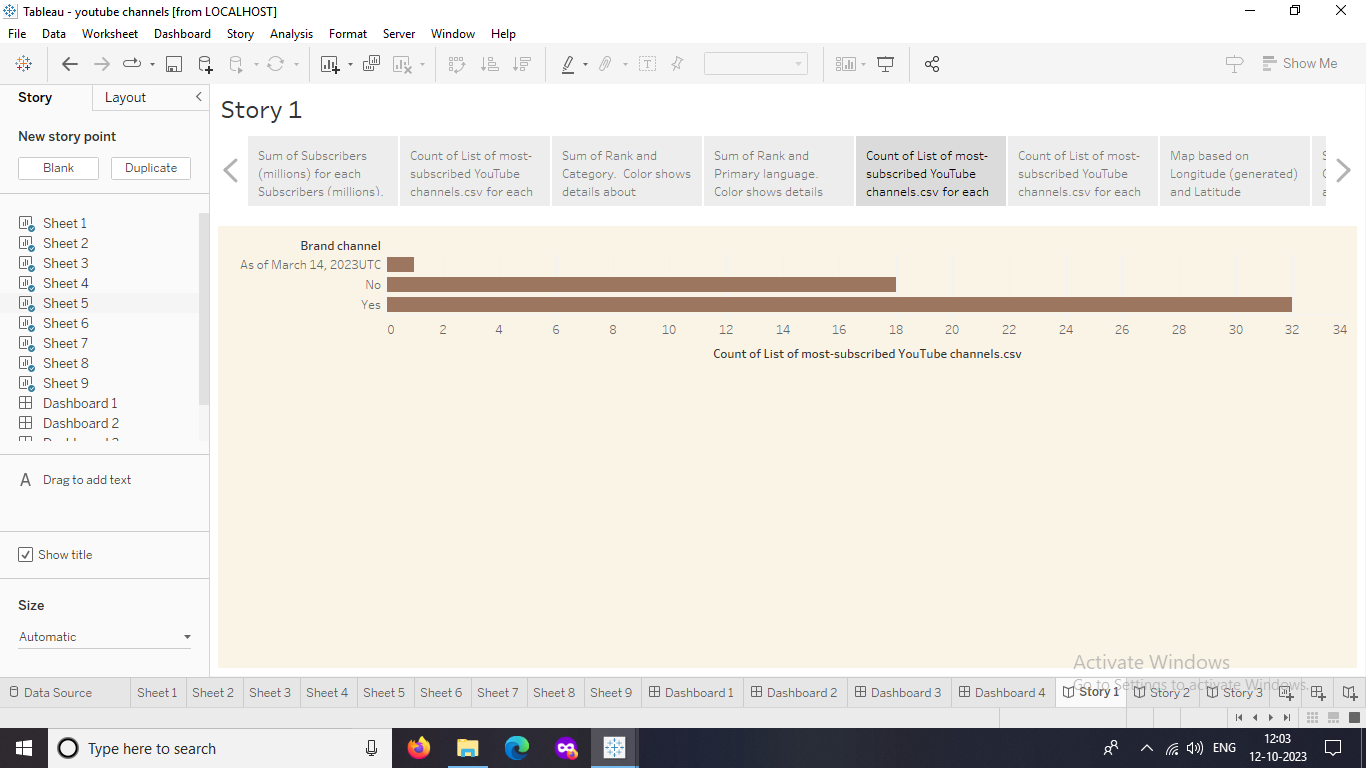 Tableau - youtube channels [from LOCALHOST]
File Data Worksheet Dashboard Story Analysis Format Server Window Help
Show Me
Story Layout
New story point
Blank Duplicate
Sheet 1
Sheet 2
Sheet 3
Sheet 4
Sheet 5
Sheet 6
Sheet 7
Sheet 8
Sheet 9
Dashboard 1
Dashboard 2
A Drag to add text
Show title
Size
Automatic
Story 1
Sum of Subscribers
(millions) for each
Subscribers (millions).
Count of List of most-
subscribed YouTube
channels.csv for each
Sum of Rank and
Category. Color shows
details about
Sum of Rank and
Primary language.
Color shows details
Count of List of most-
subscribed YouTube
channels.csv for each
Count of List of most-
subscribed YouTube
channels.csv for each
Map based on
Longitude (generated)
and Latitude
Brand channel
As of March 14, 2023UTC
No
Yes
0 2 4 6 8 10 12 14 16 18 20 22 24 26 28 30 32 34
Count of List of most-subscribed YouTube channels.csv
Activate Windows
Go to Settings to activate Windows.
Data Source Sheet 1 Sheet 2 Sheet 3 Sheet 4 Sheet 5 Sheet 6 Sheet 7 Sheet 8 Sheet 9 Dashboard 1 Dashboard 2 Dashboard 3 Dashboard 4 Story 1 Story 2 Story 3
Type here to search
ENG
12:03
12-10-2023